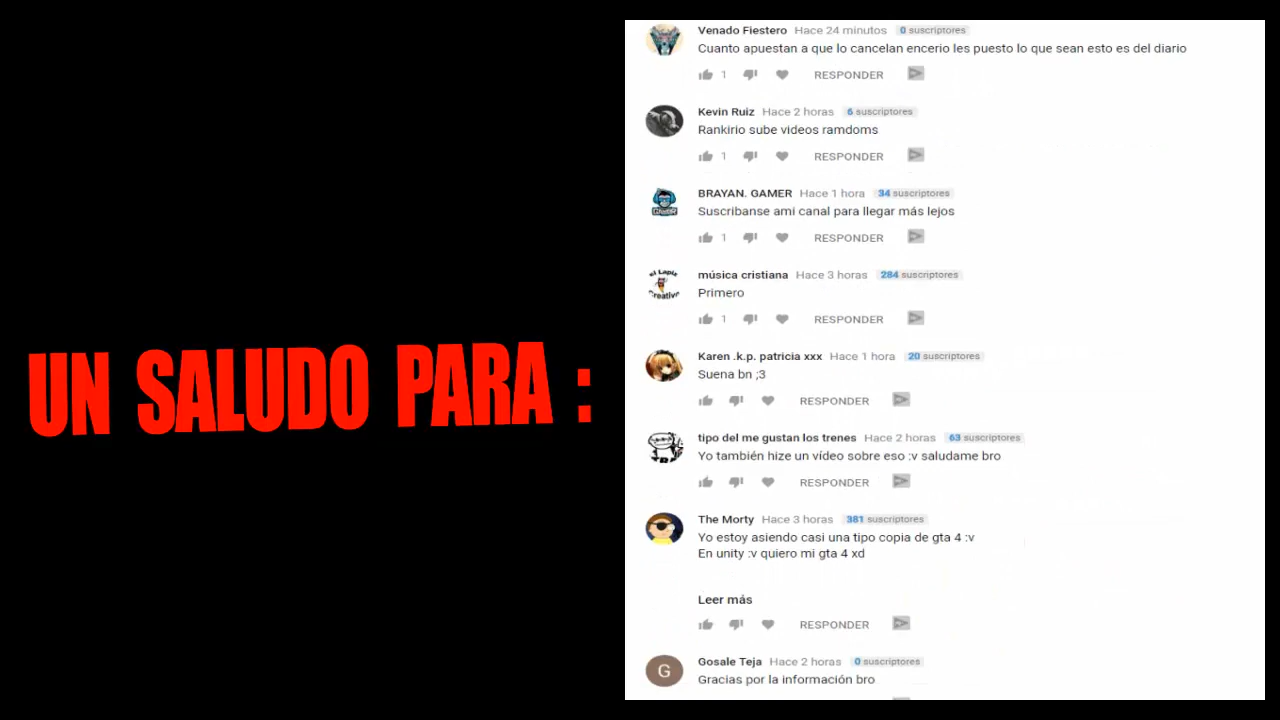 UN SALUDO PARA :
Venado Fiestero Hace 24 minutos 0 suscriptores
Cuanto apuestan a que lo cancelan encerio les puesto lo que sean esto es del diario
1 RESPONDER
Kevin Ruiz Hace 2 horas 6 suscriptores
Rankirio sube videos ramdoms
1 RESPONDER
BRAYAN. GAMER Hace 1 hora 34 suscriptores
Suscribanse ami canal para llegar más lejos
1 RESPONDER
el Lapiz
Creativo
música cristiana Hace 3 horas 284 suscriptores
Primero
1 RESPONDER
Karen .k.p. patricia xxx Hace 1 hora 20 suscriptores
Suena bn ;3
RESPONDER
tipo del me gustan los trenes Hace 2 horas 63 suscriptores
Yo también hize un vídeo sobre eso :v saludame bro
RESPONDER
The Morty Hace 3 horas 381 suscriptores
Yo estoy asiendo casi una tipo copia de gta 4 :v
En unity :v quiero mi gta 4 xd
Leer más
RESPONDER
G
Gosale Teja Hace 2 horas 0 suscriptores
Gracias por la información bro